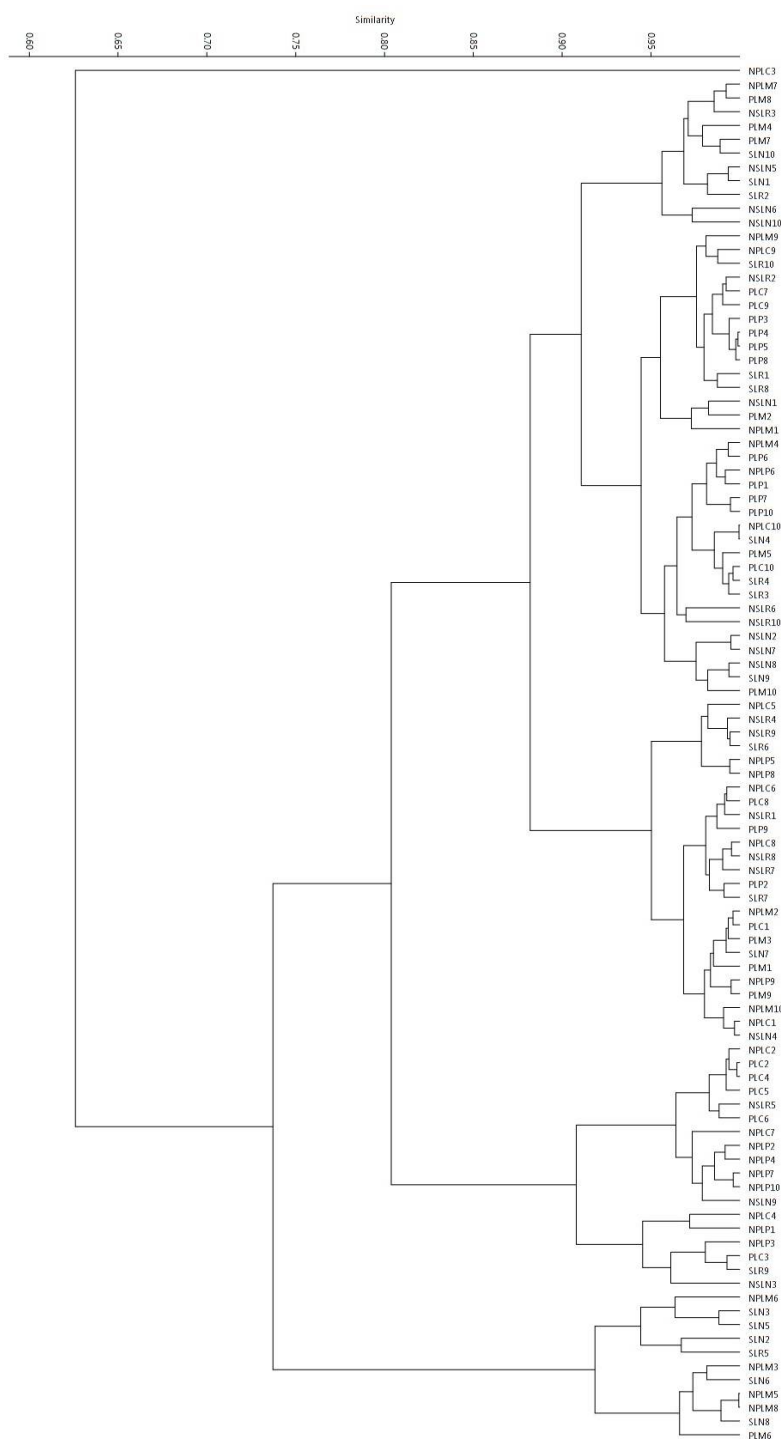 Similarity
0.60
0.65
0.70
0.75
0.80
0.85
0.90
0.95
NPLC3
NPLM7
PLM8
NSLR3
PLM4
PLM7
SLN10
NSLN5
SLN1
SLR2
NSLN6
NSLN10
NPLM9
NPLC9
SLR10
NSLR2
PLC7
PLC9
PLP3
PLP4
PLP5
PLP8
SLR1
SLR8
NSLN1
PLM2
NPLM1
NPLM4
PLP6
NPLP6
PLP1
PLP7
PLP10
NPLC10
SLN4
PLM5
PLC10
SLR4
SLR3
NSLR6
NSLR10
NSLN2
NSLN7
NSLN8
SLN9
PLM10
NPLC5
NSLR4
NSLR9
SLR6
NPLP5
NPLP8
NPLC6
PLC8
NSLR1
PLP9
NPLC8
NSLR8
NSLR7
PLP2
SLR7
NPLM2
PLC1
PLM3
SLN7
PLM1
NPLP9
PLM9
NPLM10
NPLC1
NSLN4
NPLC2
PLC2
PLC4
PLC5
NSLR5
PLC6
NPLC7
NPLP2
NPLP4
NPLP7
NPLP10
NSLN9
NPLC4
NPLP1
NPLP3
PLC3
SLR9
NSLN3
NPLM6
SLN3
SLN5
SLN2
SLR5
NPLM3
SLN6
NPLM5
NPLM8
SLN8
PLM6